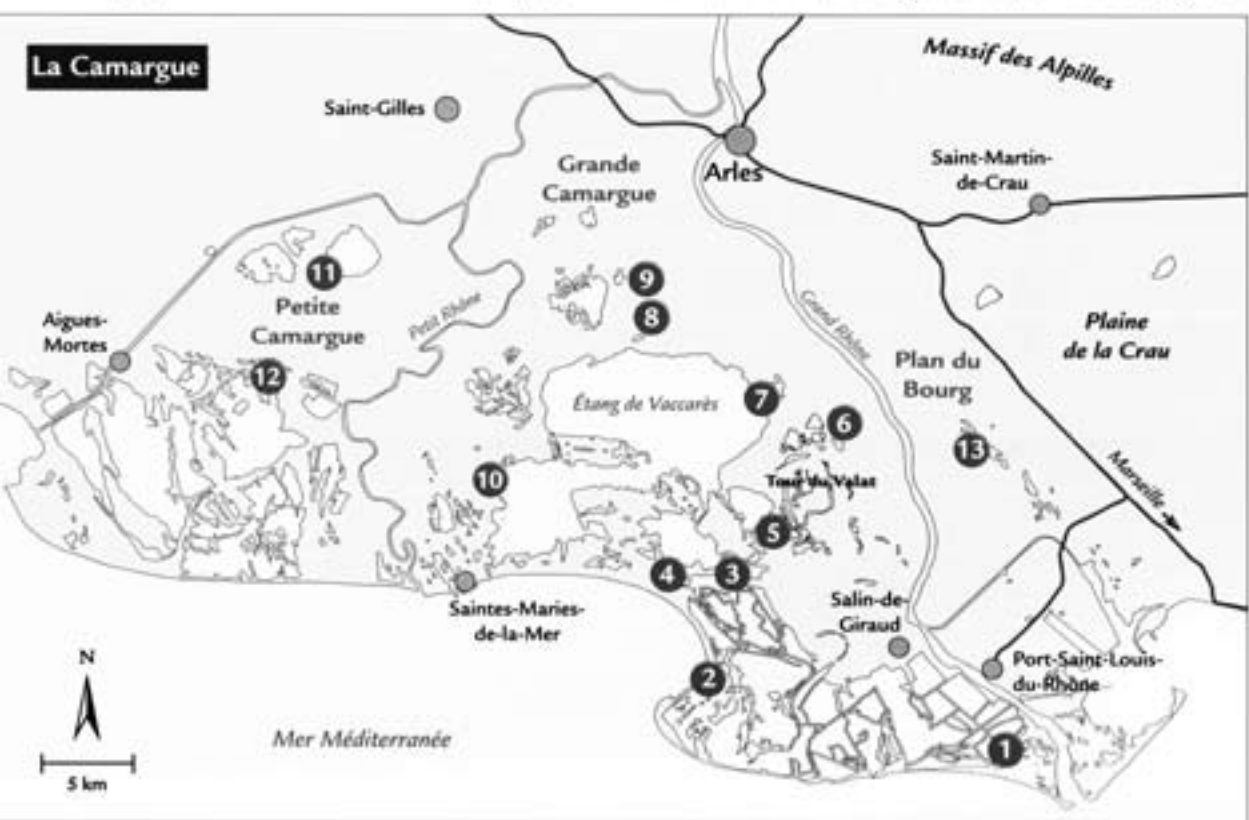 La Camargue
Massif des Alpilles
Saint-Gilles
Arles
Saint-Martin-
de-Crau
Grande
Camargue
11
9
8
Petite
Camargue
Petit Rhône
Grand Rhône
Aigues-
Mortes
12
Plaine
de la Crau
Plan du
Bourg
Étang de Vaccarès
7
6
13
10
Tour du Valat
Marseille
5
4
3
Saintes-Maries-
de-la-Mer
Salin-de-
Giraud
Port-Saint-Louis-
du-Rhône
2
1
N
5 km
Mer Méditerranée